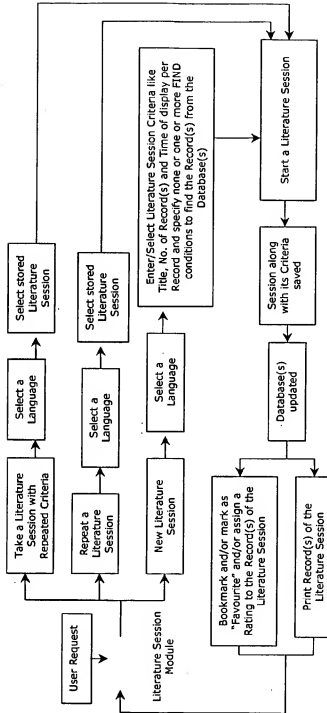 User Request
Literature Session
Module
Take a Literature
Session with
Repeated Criteria
Select a
Language
Select stored
Literature
Session
Repeat a
Literature
Session
Select a
Language
Select stored
Literature
Session
New Literature
Session
Select a
Language
Enter/Select Literature Session Criteria like
Title, No. of Record(s) and Time of display per
Record and specify none or one or more FIND
conditions to find the Record(s) from the
Database(s)
Start a Literature Session
Session along
with its Criteria
saved
Database(s)
updated
Bookmark and/or mark as
"Favourite" and/or assign a
Rating to the Record(s) of the
Literature Session
Print Record(s) of the
Literature Session